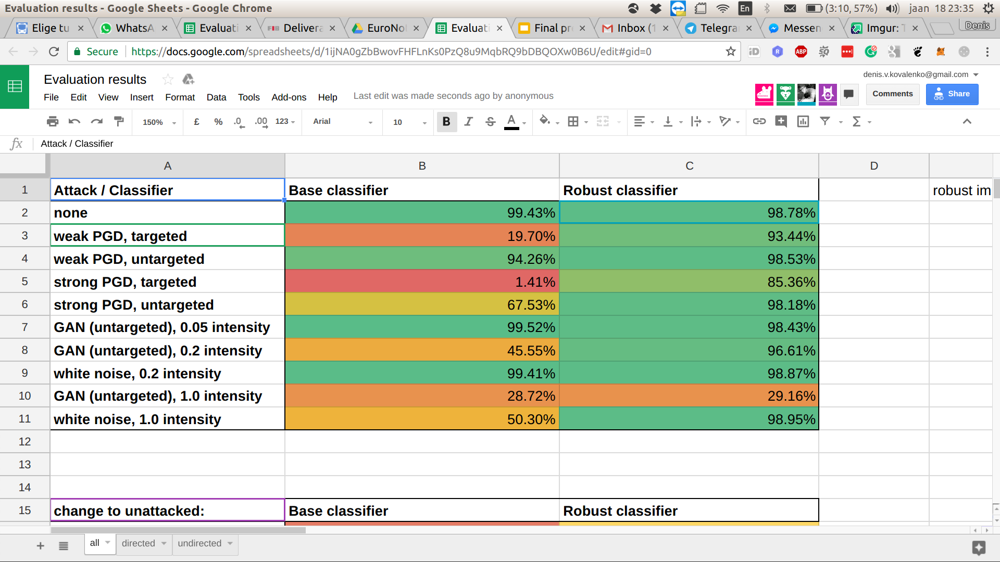 Evaluation results - Google Sheets - Google Chrome
En (3:10, 57%) jaan 18 23:35
Elige tu WhatsA Evaluati Delivera EuroNo Evaluati Final pr Inbox (1 Telegra Messen Imgur: T Denis
Secure https://docs.google.com/spreadsheets/d/1ijNA0gZbBwovFHFLnKs0PzQ8u9MqbRQ9bDBQOXw0B6U/edit#gid=0
Evaluation results
denis.v.kovalenko@gmail.com
File Edit View Insert Format Data Tools Add-ons Help Last edit was made seconds ago by anonymous
Comments Share
150% £ % .0 .00 123 Arial 10 B I S A
fx Attack / Classifier
A B C D
1 Attack / Classifier Base classifier Robust classifier robust im
2 none 99.43% 98.78%
3 weak PGD, targeted 19.70% 93.44%
4 weak PGD, untargeted 94.26% 98.53%
5 strong PGD, targeted 1.41% 85.36%
6 strong PGD, untargeted 67.53% 98.18%
7 GAN (untargeted), 0.05 intensity 99.52% 98.43%
8 GAN (untargeted), 0.2 intensity 45.55% 96.61%
9 white noise, 0.2 intensity 99.41% 98.87%
10 GAN (untargeted), 1.0 intensity 28.72% 29.16%
11 white noise, 1.0 intensity 50.30% 98.95%
12
13
14
15 change to unattacked: Base classifier Robust classifier
all directed undirected